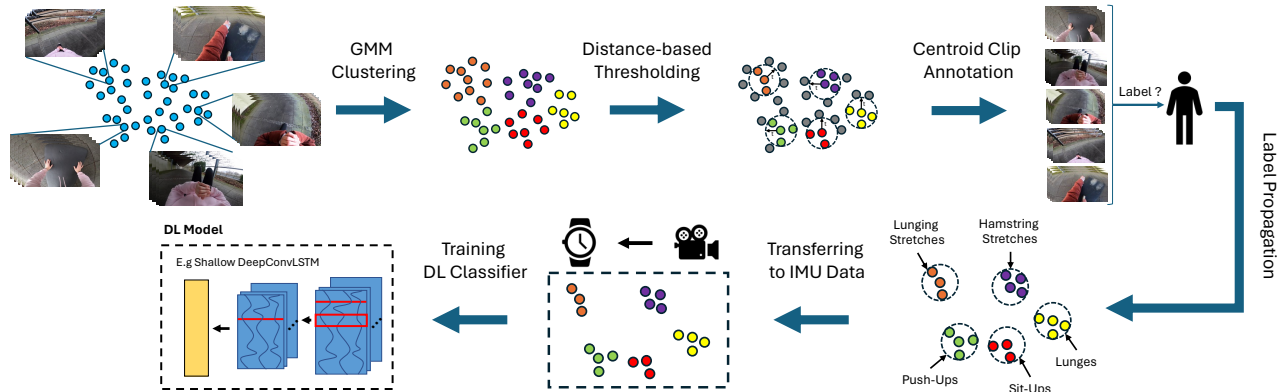 GMM
Clustering
Distance-based
Thresholding
Centroid Clip
Annotation
Label ?
Label Propagation
DL Model
E.g Shallow DeepConvLSTM
Training
DL Classifier
Transferring
to IMU Data
Lunging
Stretches
Hamstring
Stretches
Lunges
Push-Ups
Sit-Ups